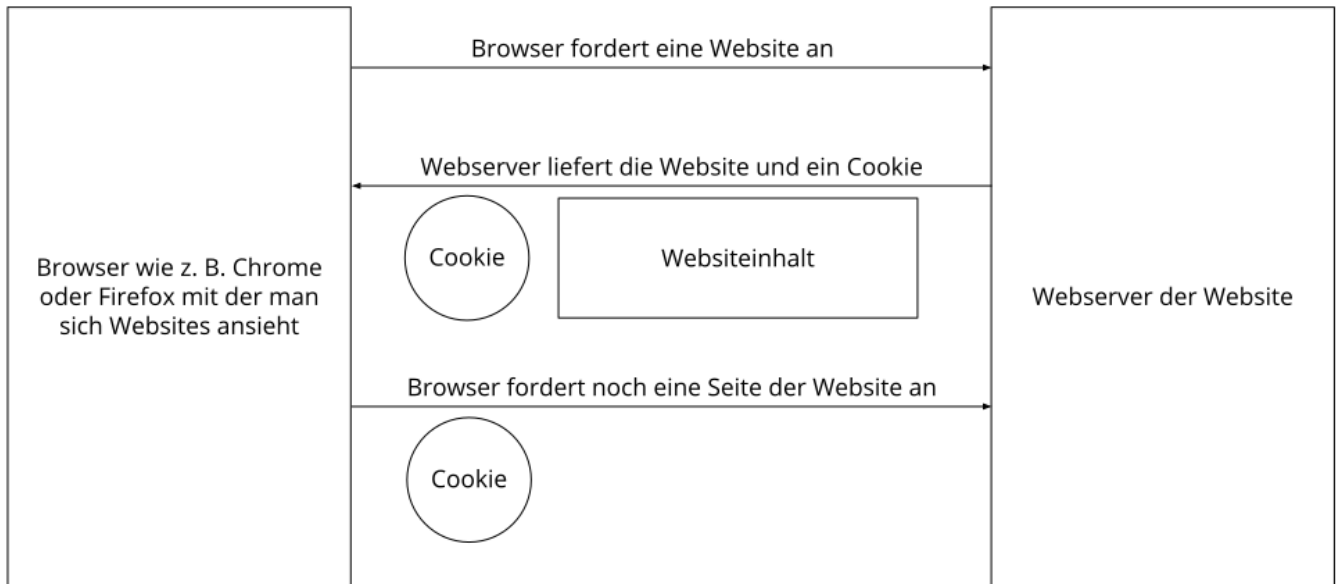 Browser fordert eine Website an
Webserver liefert die Website und ein Cookie
Cookie
Websiteinhalt
Browser wie z. B. Chrome
oder Firefox mit der man
sich Websites ansieht
Webserver der Website
Browser fordert noch eine Seite der Website an
Cookie